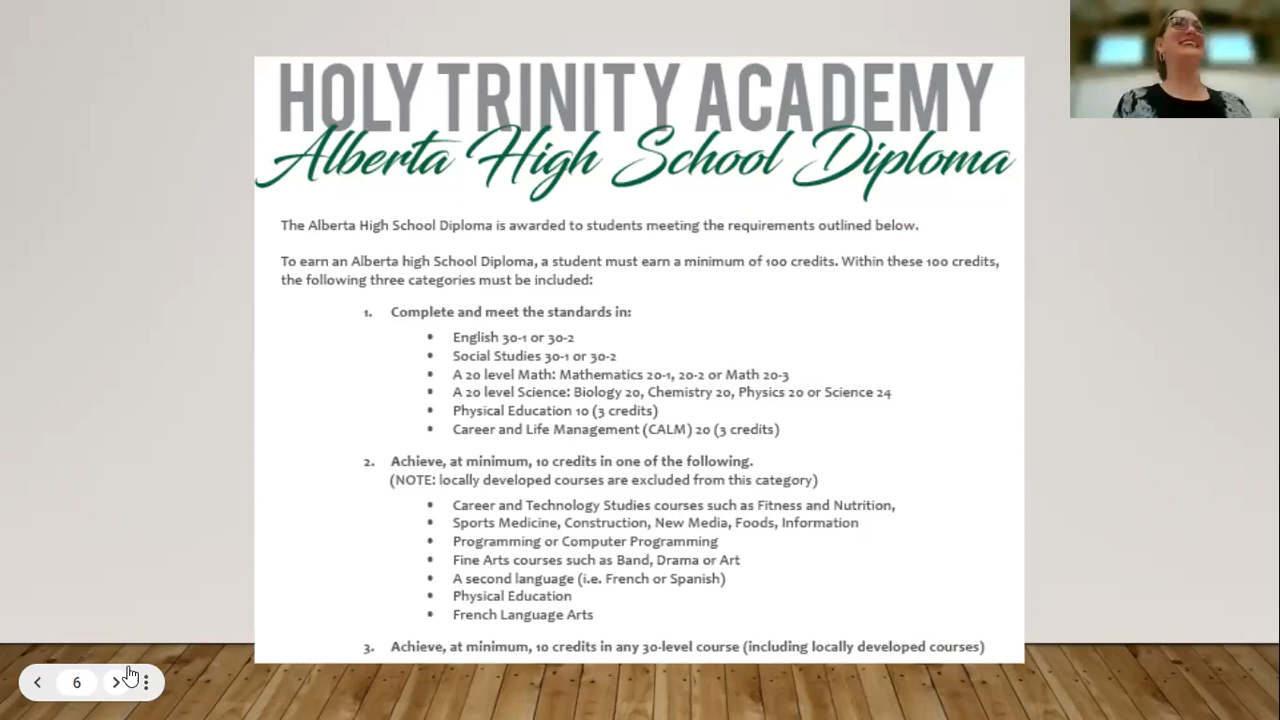 HOLY TRINITY ACADEMY
Alberta High School Diploma
The Alberta High School Diploma is awarded to students meeting the requirements outlined below.
To earn an Alberta high School Diploma, a student must earn a minimum of 100 credits. Within these 100 credits,
the following three categories must be included:
1. Complete and meet the standards in:
• English 30-1 or 30-2
• Social Studies 30-1 or 30-2
• A 20 level Math: Mathematics 20-1, 20-2 or Math 20-3
• A 20 level Science: Biology 20, Chemistry 20, Physics 20 or Science 24
• Physical Education 10 (3 credits)
• Career and Life Management (CALM) 20 (3 credits)
2. Achieve, at minimum, 10 credits in one of the following.
(NOTE: locally developed courses are excluded from this category)
• Career and Technology Studies courses such as Fitness and Nutrition,
• Sports Medicine, Construction, New Media, Foods, Information
• Programming or Computer Programming
• Fine Arts courses such as Band, Drama or Art
• A second language (i.e. French or Spanish)
• Physical Education
• French Language Arts
3. Achieve, at minimum, 10 credits in any 30-level course (including locally developed courses)
6